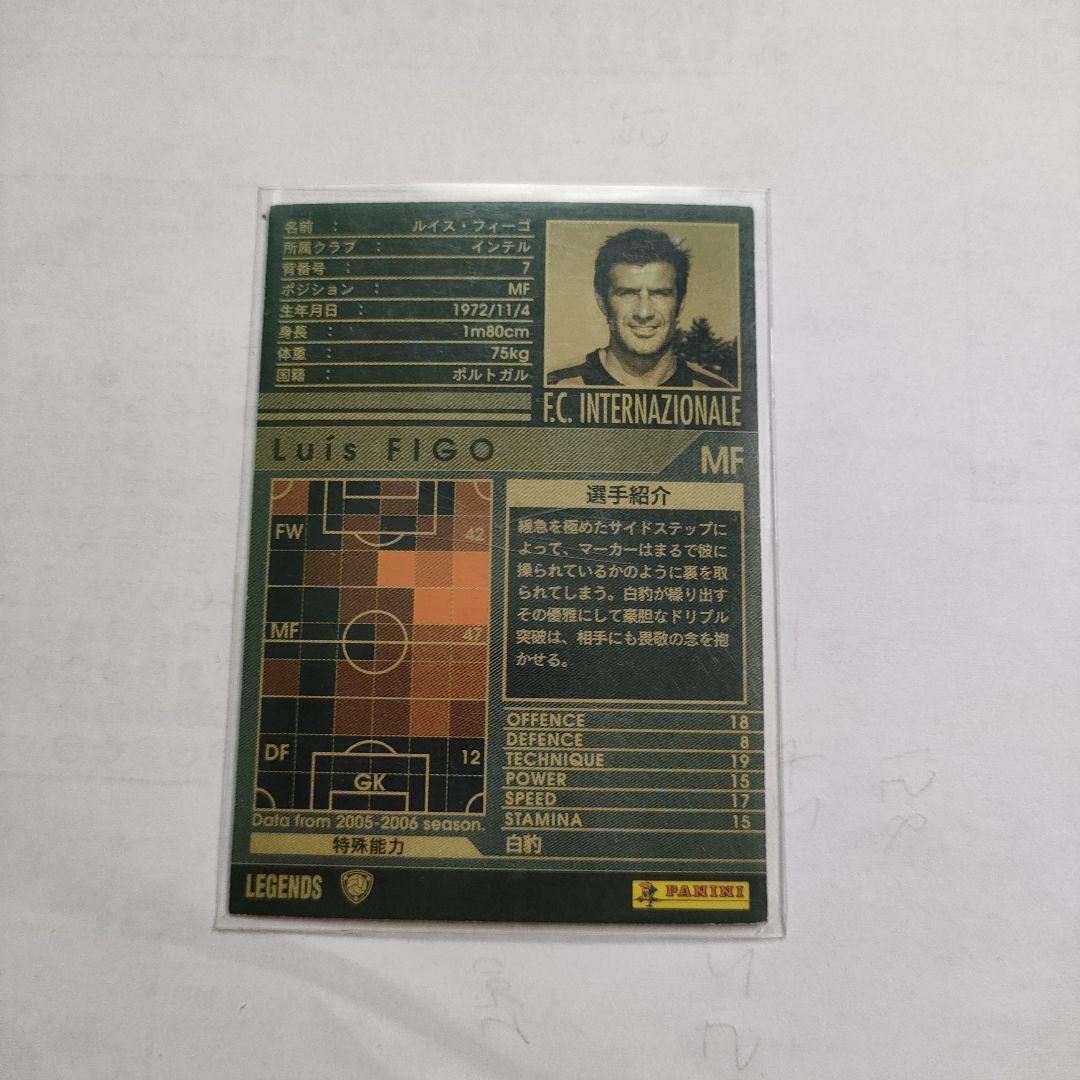 名前 : ルイス・フィーゴ
所属クラブ : インテル
背番号 : 7
ポジション : MF
生年月日 : 1972/11/4
身長 : 1m80cm
体重 : 75kg
国籍 : ポルトガル
F.C. INTERNAZIONALE
Luís FIGO
MF
FW 42
MF 47
DF 12
GK
Data from 2005-2006 season.
選手紹介
緩急を極めたサイドステップに
よって、マーカーはまるで彼に
操られているかのように裏を取
られてしまう。白豹が繰り出す
その優雅にして豪胆なドリブル
突破は、相手にも畏敬の念を抱
かせる。
OFFENCE 18
DEFENCE 8
TECHNIQUE 19
POWER 15
SPEED 17
STAMINA 15
特殊能力 白豹
LEGENDS
PANINI